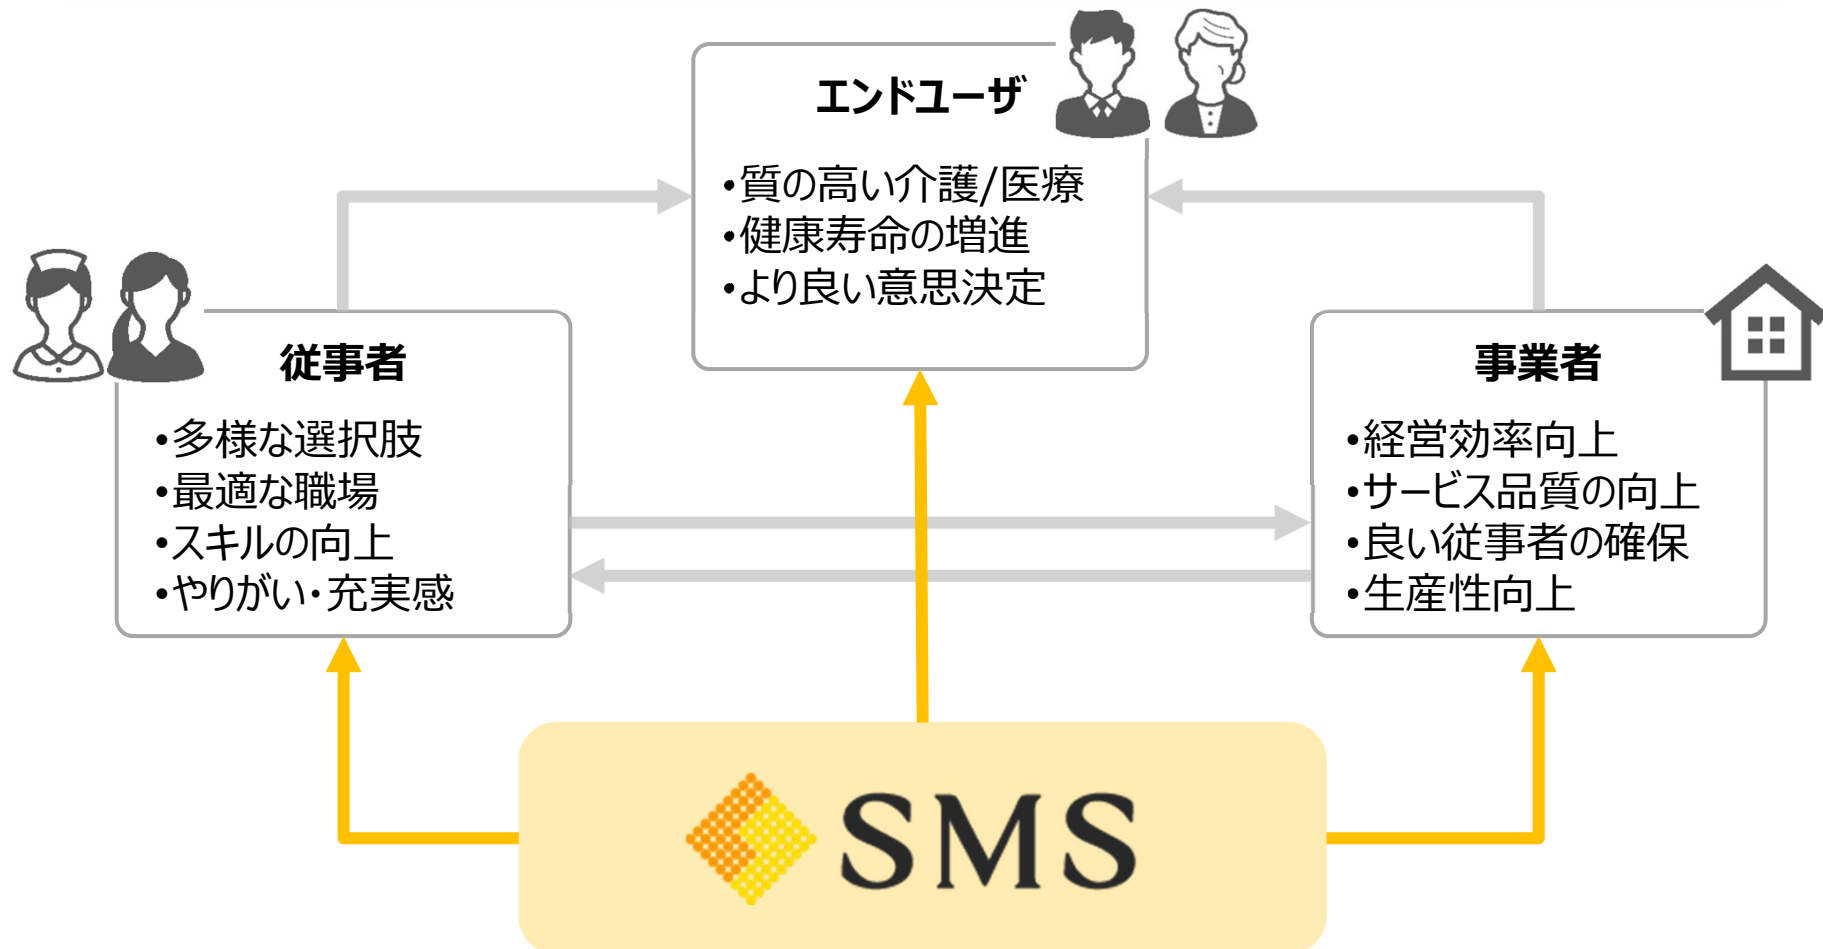 エンドユーザ
•質の高い介護/医療
•健康寿命の増進
•より良い意思決定
従事者
•多様な選択肢
•最適な職場
•スキルの向上
•やりがい・充実感
事業者
•経営効率向上
•サービス品質の向上
•良い従事者の確保
•生産性向上
SMS